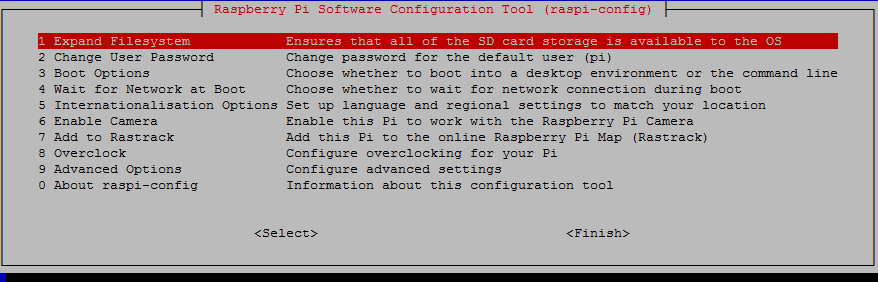 Raspberry Pi Software Configuration Tool (raspi-config)
1 Expand Filesystem Ensures that all of the SD card storage is available to the OS
2 Change User Password Change password for the default user (pi)
3 Boot Options Choose whether to boot into a desktop environment or the command line
4 Wait for Network at Boot Choose whether to wait for network connection during boot
5 Internationalisation Options Set up language and regional settings to match your location
6 Enable Camera Enable this Pi to work with the Raspberry Pi Camera
7 Add to Rastrack Add this Pi to the online Raspberry Pi Map (Rastrack)
8 Overclock Configure overclocking for your Pi
9 Advanced Options Configure advanced settings
0 About raspi-config Information about this configuration tool
<Select> <Finish>